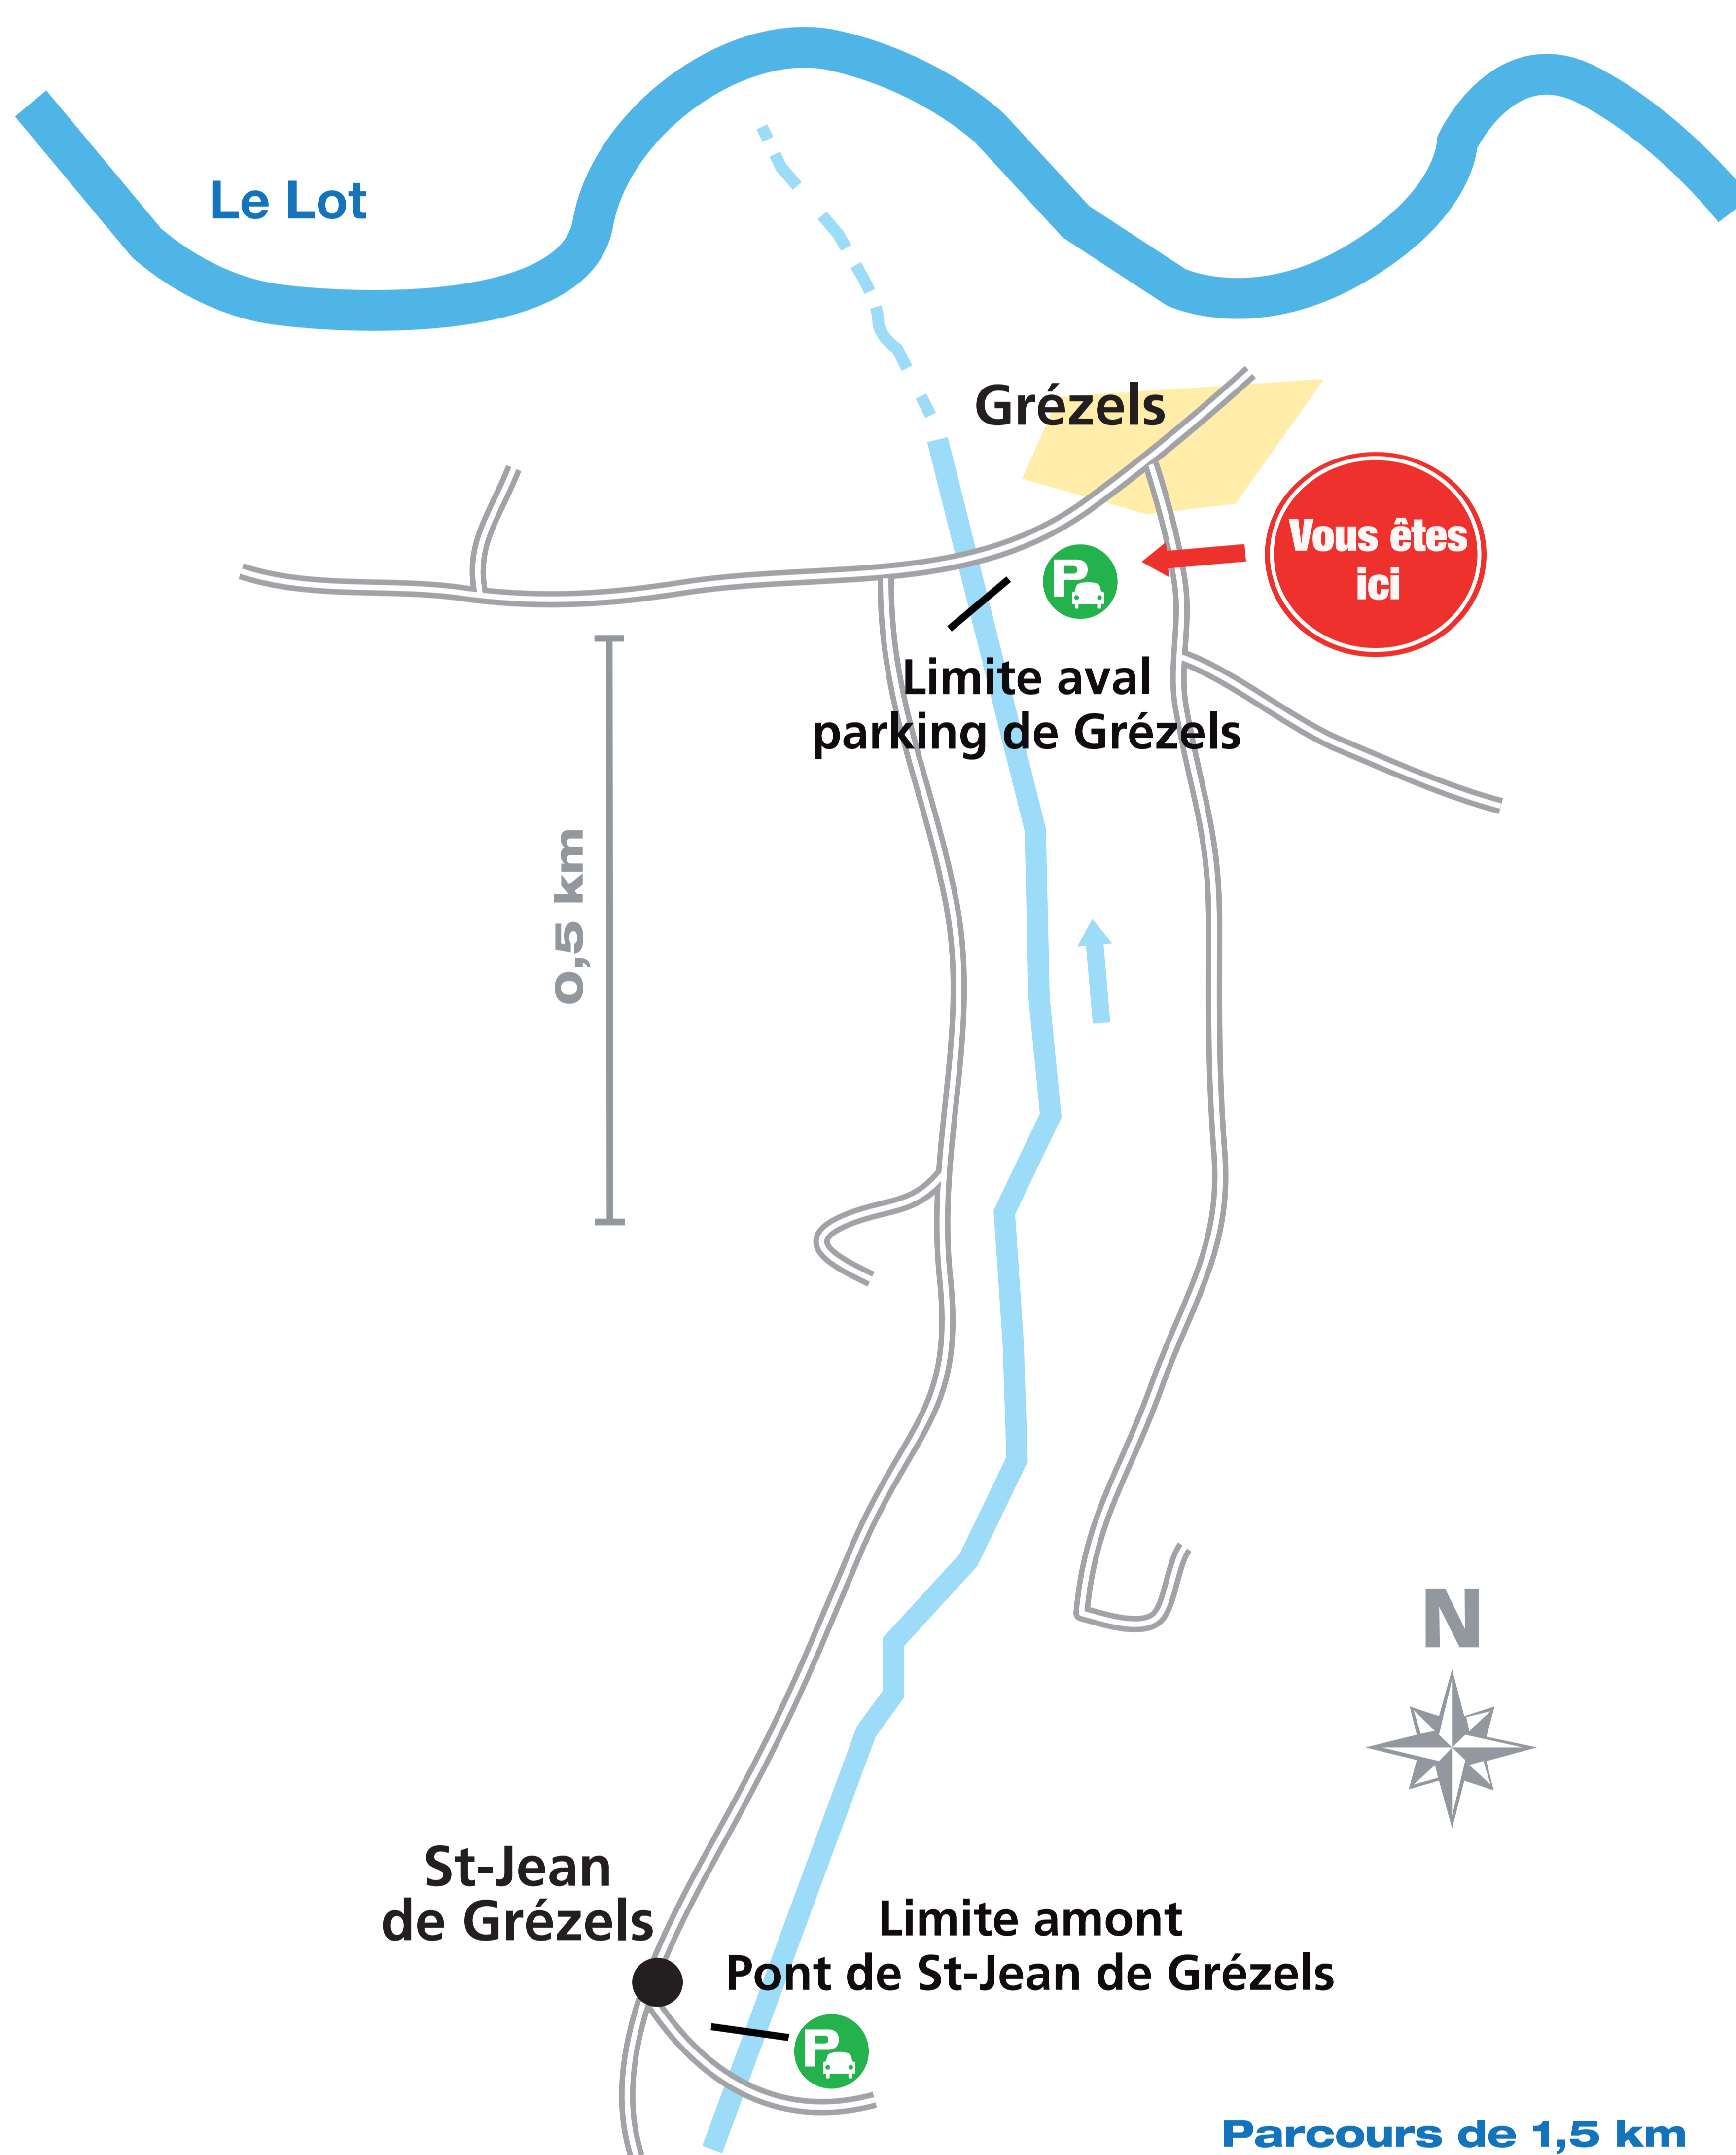 Le Lot
Grézels
Vous êtes
ici
P
Limite aval
parking de Grézels
0,5 km
N
St-Jean
de Grézels
Limite amont
Pont de St-Jean de Grézels
P
Parcours de 1,5 km